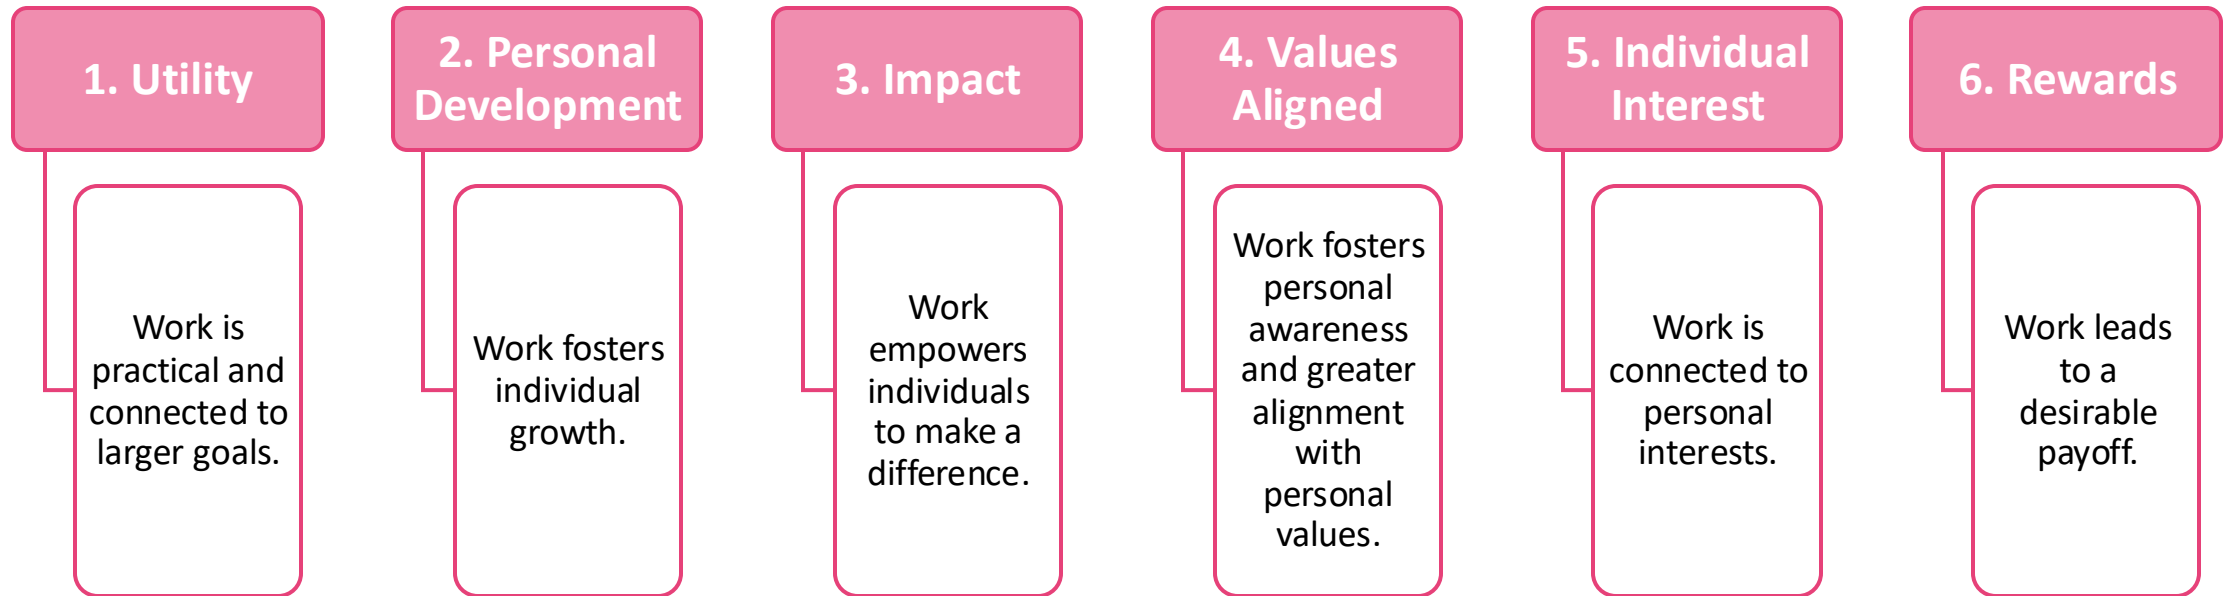 1. Utility
Work is
practical and
connected to
larger goals.
2. Personal
Development
Work fosters
individual
growth.
3. Impact
Work
empowers
individuals
to make a
difference.
4. Values
Aligned
Work fosters
personal
awareness
and greater
alignment
with
personal
values.
5. Individual
Interest
Work is
connected to
personal
interests.
6. Rewards
Work leads
to a
desirable
payoff.